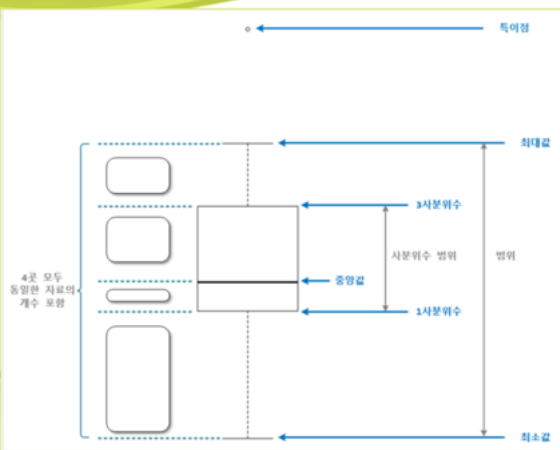 특이점
최대값
3사분위수
사분위수 범위
범위
4곳 모두
동일한 자료의
개수 포함
중앙값
1사분위수
최소값